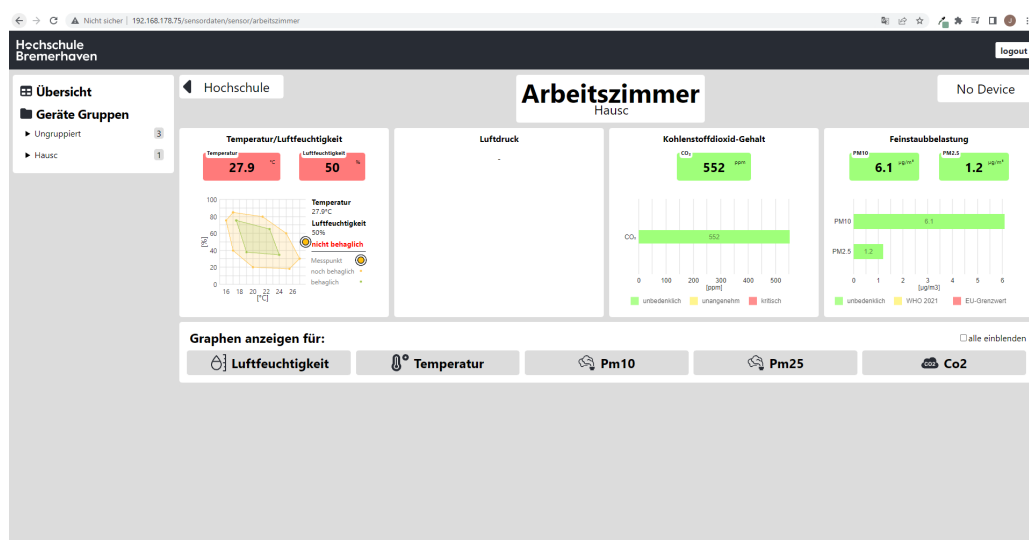 Nicht sicher | 192.168.178.75/sensordaten/sensor/arbeitszimmer
Hochschule
Bremerhaven
logout
Übersicht
Geräte Gruppen
Ungruppiert 3
Hausc 1
Hochschule
Arbeitszimmer
Hausc
No Device
Temperatur/Luftfeuchtigkeit
Temperatur
27.9 °C
Luftfeuchtigkeit
50 %
100
80
60
40
20
0
[%]
16 18 20 22 24 26
[°C]
Temperatur
27.9°C
Luftfeuchtigkeit
50%
nicht behaglich
Messpunkt
noch behaglich
behaglich
Luftdruck
-
Kohlenstoffdioxid-Gehalt
CO₂
552 ppm
CO₂ 552
0 100 200 300 400 500
[ppm]
unbedenklich unangenehm kritisch
Feinstaubbelastung
PM10
6.1 µg/m³
PM2.5
1.2 µg/m³
PM10 6.1
PM2.5 1.2
0 1 2 3 4 5 6
[µg/m3]
unbedenklich WHO 2021 EU-Grenzwert
Graphen anzeigen für:
alle einblenden
Luftfeuchtigkeit Temperatur Pm10 Pm25 CO2 Co2